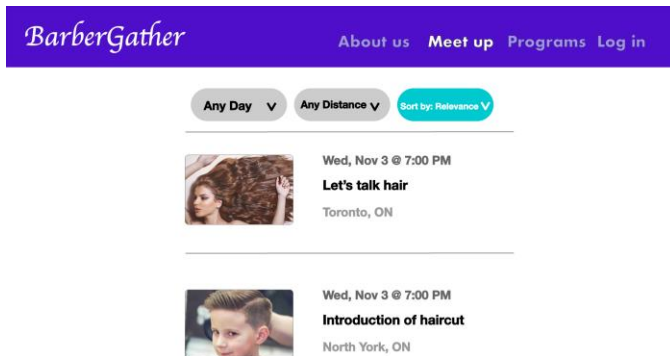 BarberGather
About us Meet up Programs Log in
Any Day Any Distance Sort by: Relevance
Wed, Nov 3 @ 7:00 PM
Let's talk hair
Toronto, ON
Wed, Nov 3 @ 7:00 PM
Introduction of haircut
North York, ON